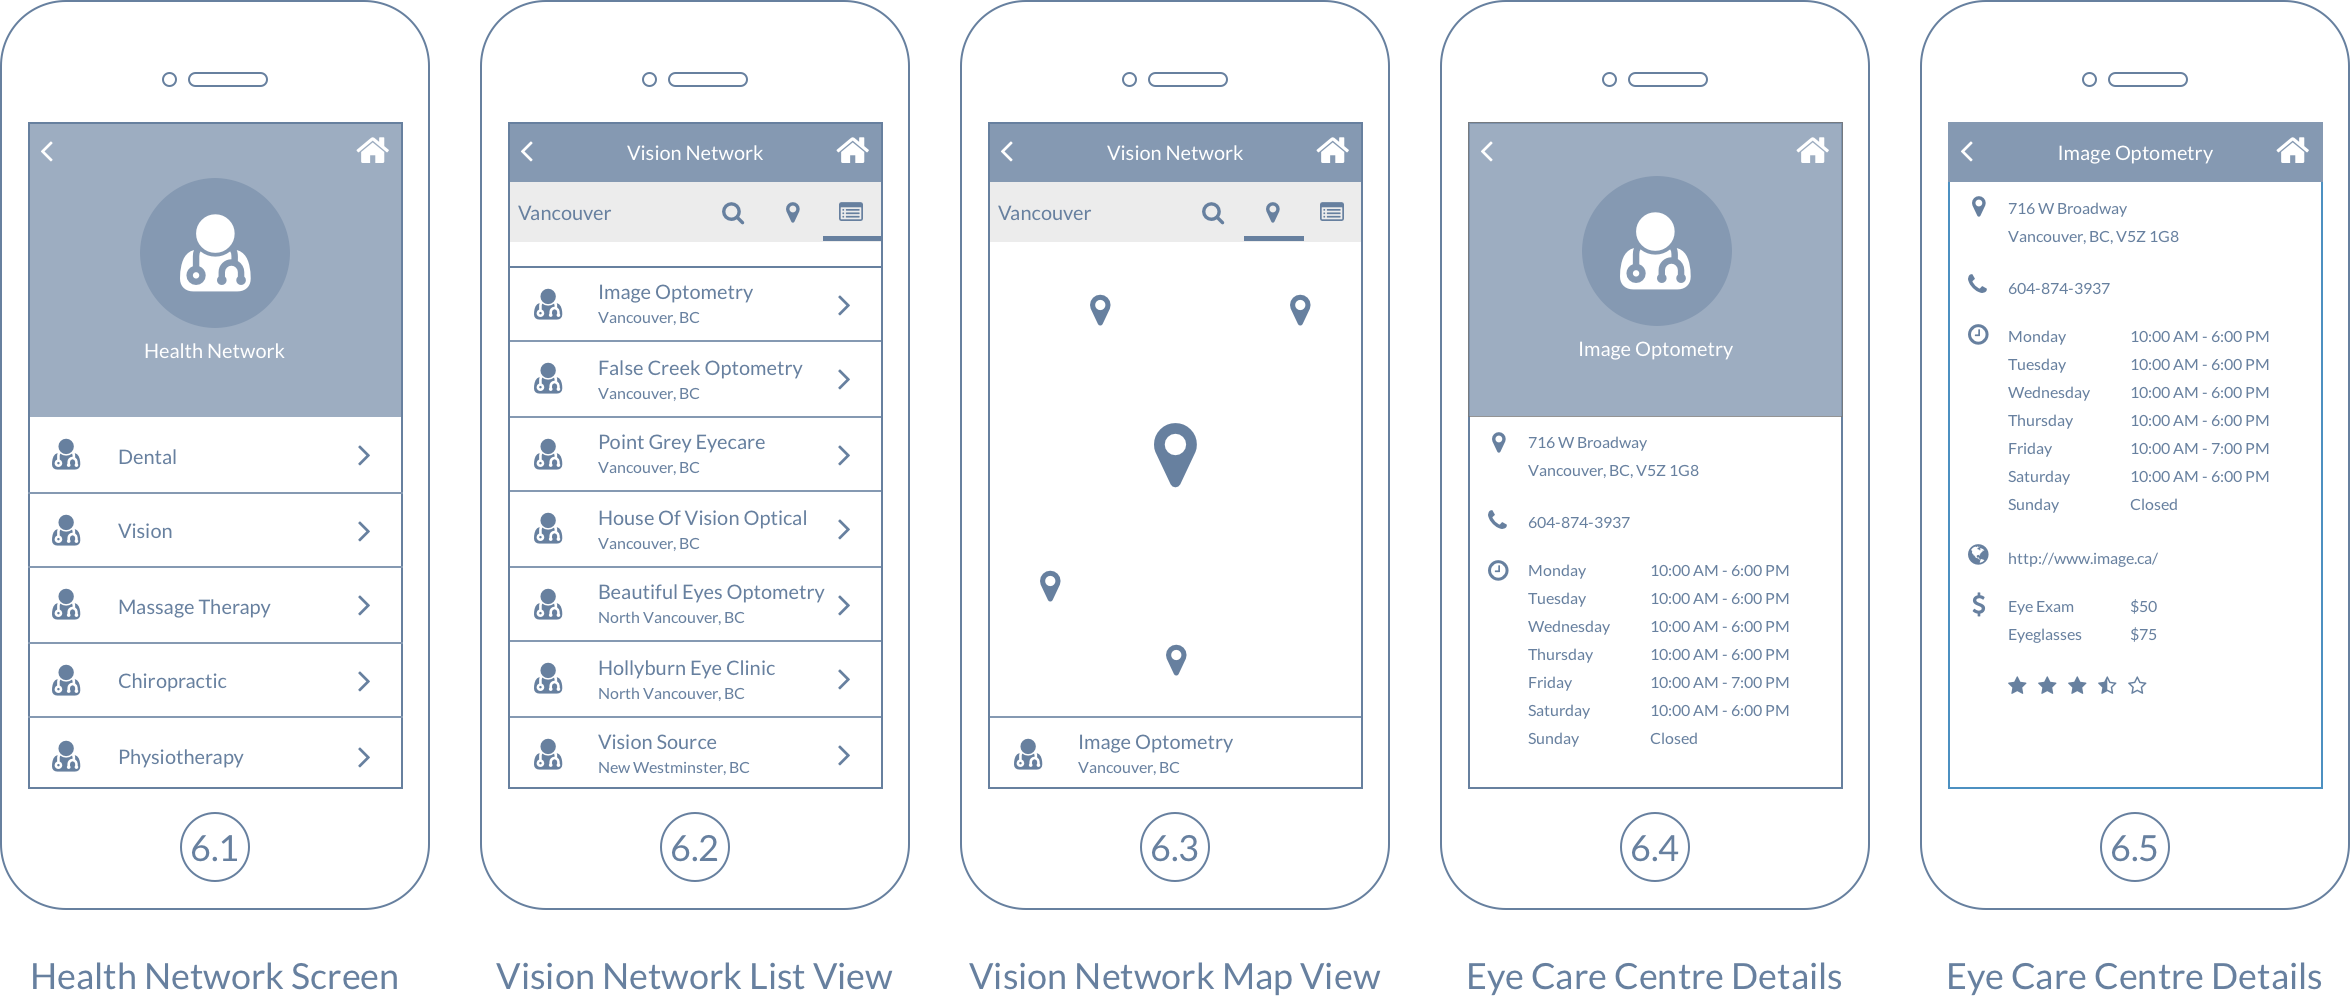 Health Network
Dental
Vision
Massage Therapy
Chiropractic
Physiotherapy
6.1
Health Network Screen
Vision Network
Vancouver
Image Optometry
Vancouver, BC
False Creek Optometry
Vancouver, BC
Point Grey Eyecare
Vancouver, BC
House Of Vision Optical
Vancouver, BC
Beautiful Eyes Optometry
North Vancouver, BC
Hollyburn Eye Clinic
North Vancouver, BC
Vision Source
New Westminster, BC
6.2
Vision Network List View
Vision Network
Vancouver
Image Optometry
Vancouver, BC
6.3
Vision Network Map View
Image Optometry
716 W Broadway
Vancouver, BC, V5Z 1G8
604-874-3937
Monday 10:00 AM - 6:00 PM
Tuesday 10:00 AM - 6:00 PM
Wednesday 10:00 AM - 6:00 PM
Thursday 10:00 AM - 6:00 PM
Friday 10:00 AM - 7:00 PM
Saturday 10:00 AM - 6:00 PM
Sunday Closed
6.4
Eye Care Centre Details
Image Optometry
716 W Broadway
Vancouver, BC, V5Z 1G8
604-874-3937
Monday 10:00 AM - 6:00 PM
Tuesday 10:00 AM - 6:00 PM
Wednesday 10:00 AM - 6:00 PM
Thursday 10:00 AM - 6:00 PM
Friday 10:00 AM - 7:00 PM
Saturday 10:00 AM - 6:00 PM
Sunday Closed
http://www.image.ca/
$ Eye Exam $50
Eyeglasses $75
6.5
Eye Care Centre Details